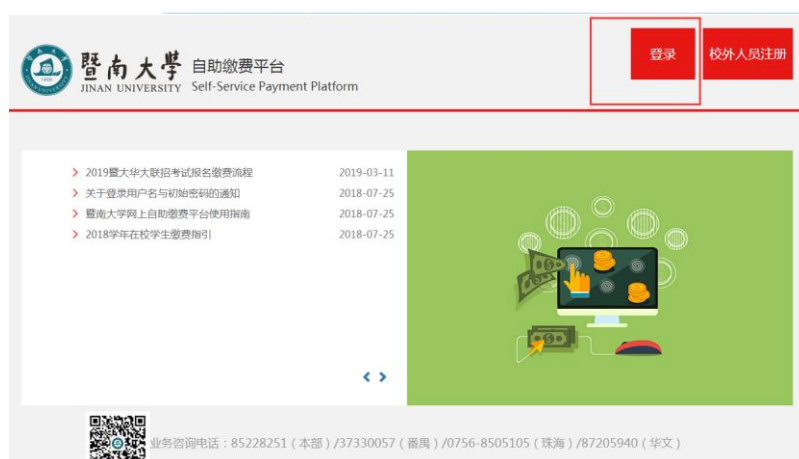 暨南大學
JINAN UNIVERSITY
自助缴费平台
Self-Service Payment Platform
登录
校外人员注册
2019暨大华大联招考试报名缴费流程 2019-03-11
关于登录用户名与初始密码的通知 2018-07-25
暨南大学网上自助缴费平台使用指南 2018-07-25
2018学年在校学生缴费指引 2018-07-25
业务咨询电话：85228251（本部）/37330057（番禺）/0756-8505105（珠海）/87205940（华文）